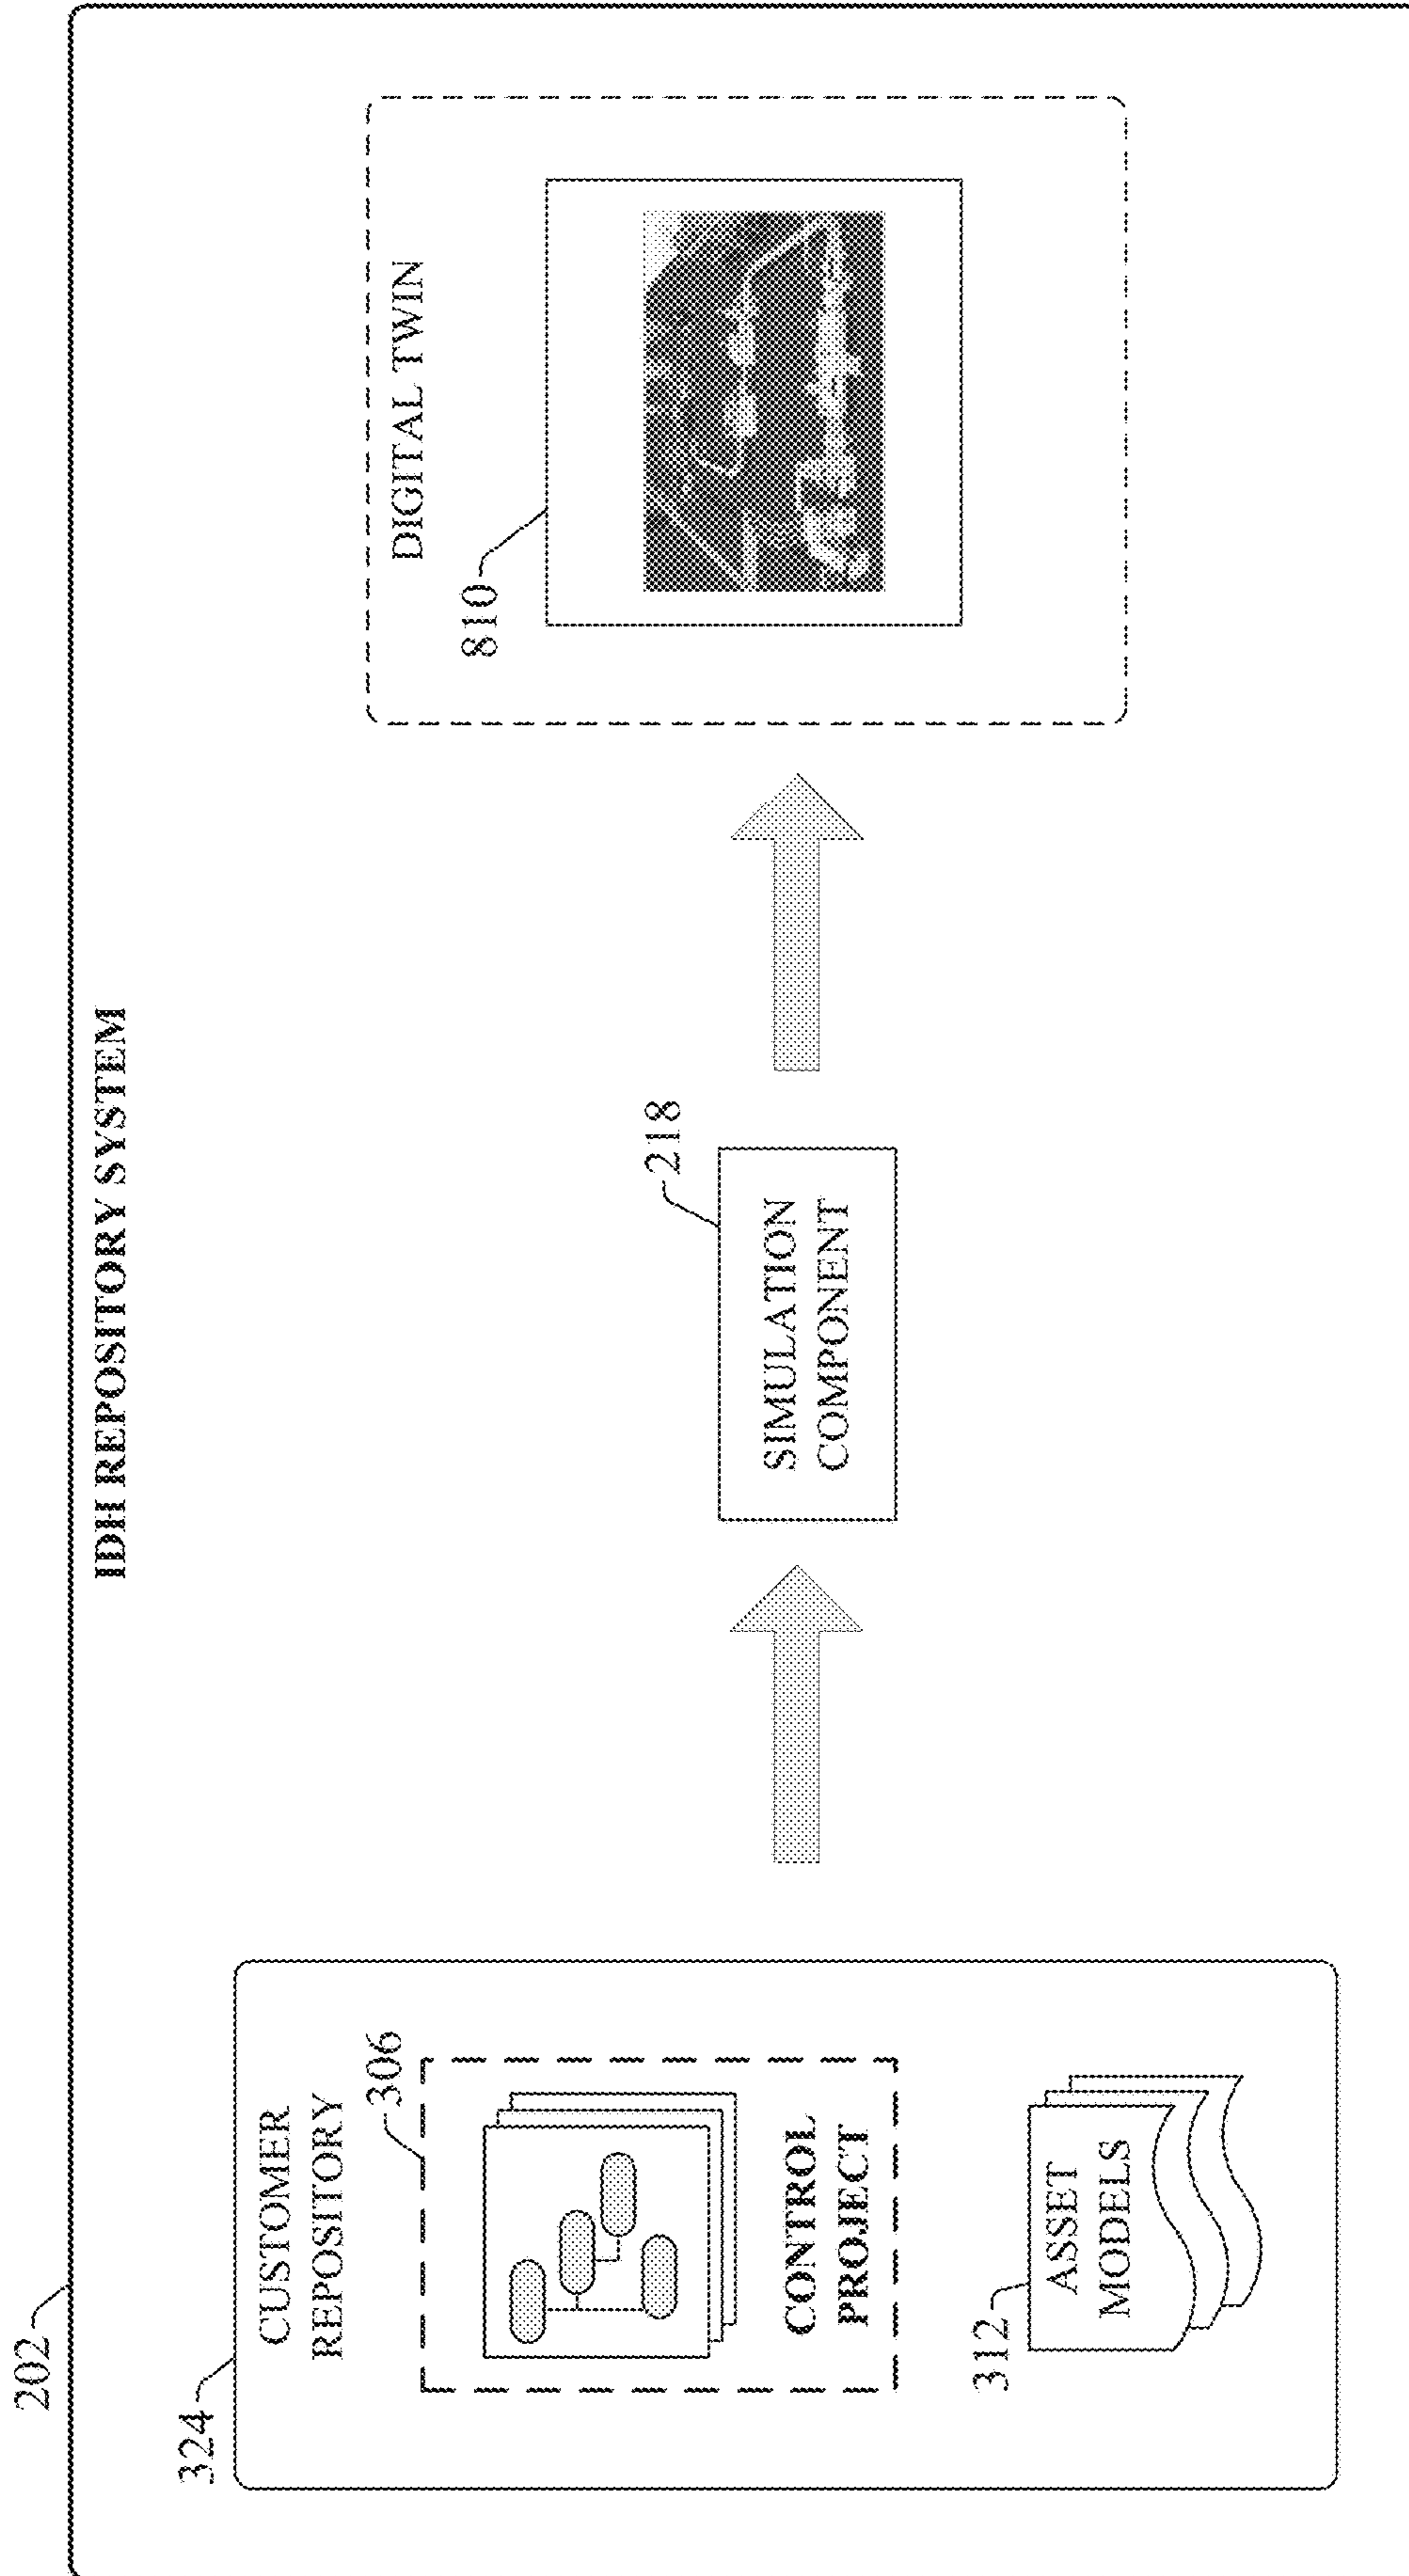 202
IDH REPOSITORY SYSTEM
324
CUSTOMER
REPOSITORY
306
CONTROL
PROJECT
312
ASSET
MODELS
218
SIMULATION
COMPONENT
DIGITAL TWIN
810